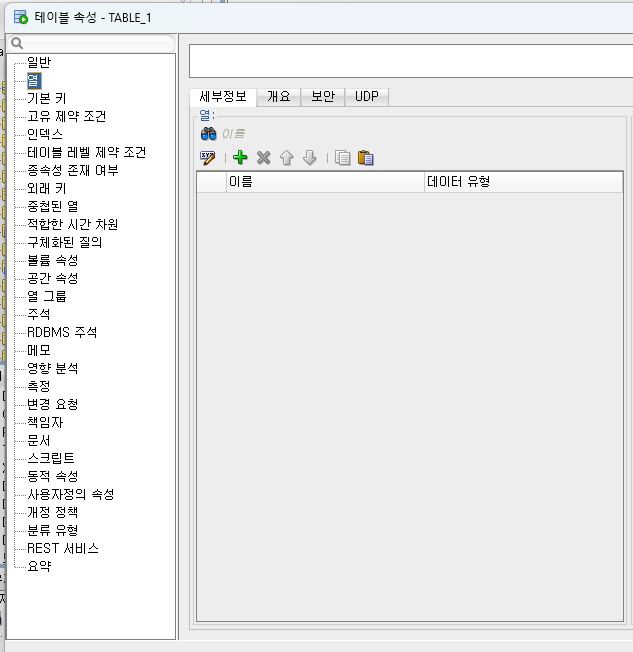 테이블 속성 - TABLE_1
일반
열
기본 키
고유 제약 조건
인덱스
테이블 레벨 제약 조건
종속성 존재 여부
외래 키
중첩된 열
적합한 시간 차원
구체화된 질의
볼륨 속성
공간 속성
열 그룹
주석
RDBMS 주석
메모
영향 분석
측정
변경 요청
책임자
문서
스크립트
동적 속성
사용자정의 속성
개정 정책
분류 유형
REST 서비스
요약
세부정보 개요 보안 UDP
열:
이름
이름 데이터 유형